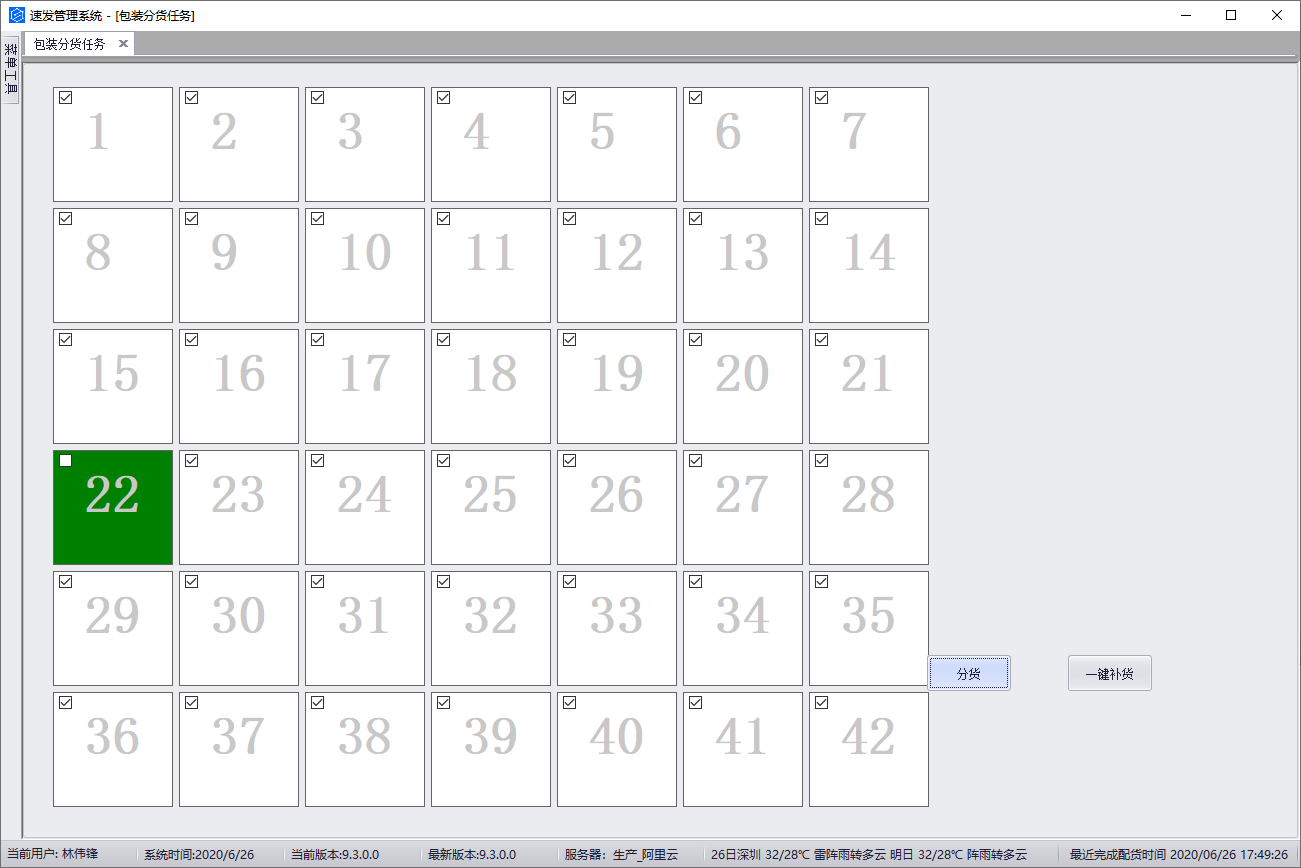 速发管理系统 - [包装分货任务]
包装分货任务
菜单工具
1 2 3 4 5 6 7
8 9 10 11 12 13 14
15 16 17 18 19 20 21
22 23 24 25 26 27 28
29 30 31 32 33 34 35
分货 一键补货
36 37 38 39 40 41 42
当前用户: 林伟锋 系统时间:2020/6/26 当前版本:9.3.0.0 最新版本:9.3.0.0 服务器：生产_阿里云 26日深圳 32/28℃ 雷阵雨转多云 明日 32/28℃ 阵雨转多云 最近完成配货时间 2020/06/26 17:49:26